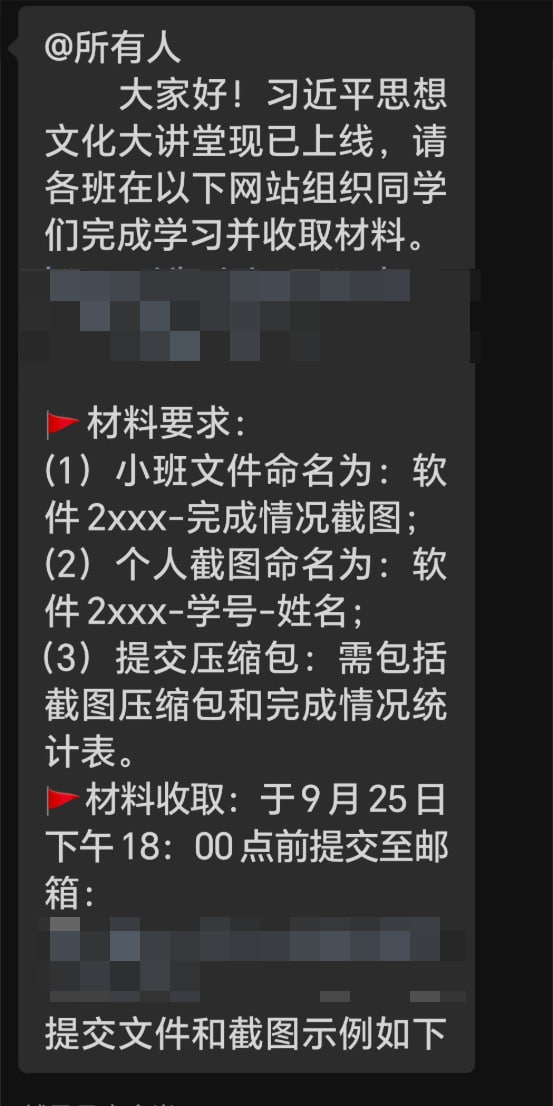 @所有人
大家好！习近平思想
文化大讲堂现已上线，请
各班在以下网站组织同学
们完成学习并收取材料。
🚩材料要求：
(1) 小班文件命名为：软
件2xxx-完成情况截图；
(2) 个人截图命名为：软
件2xxx-学号-姓名；
(3) 提交压缩包：需包括
截图压缩包和完成情况统
计表。
🚩材料收取：于9月25日
下午18：00点前提交至邮
箱：
提交文件和截图示例如下